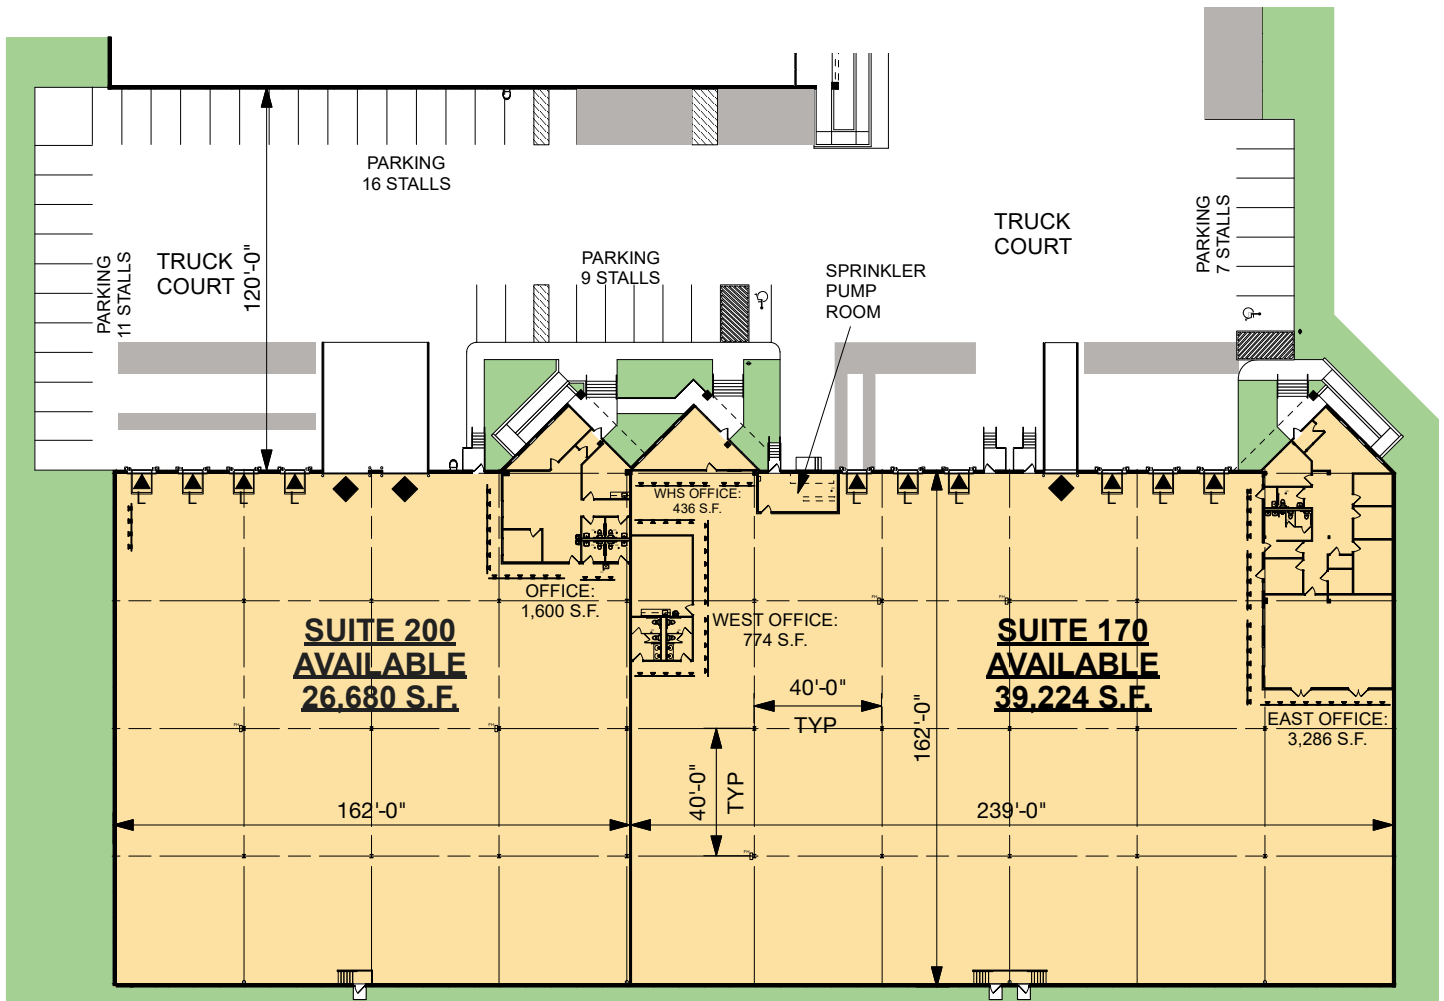 PARKING
16 STALLS
TRUCK
COURT
120'-0"
PARKING
11 STALLS
PARKING
9 STALLS
SPRINKLER
PUMP
ROOM
TRUCK
COURT
PARKING
7 STALLS
WHS OFFICE:
436 S.F.
OFFICE:
1,600 S.F.
SUITE 200
AVAILABLE
26,680 S.F.
WEST OFFICE:
774 S.F.
SUITE 170
AVAILABLE
39,224 S.F.
40'-0"
TYP
162'-0"
EAST OFFICE:
3,286 S.F.
40'-0"
TYP
162'-0"
239'-0"